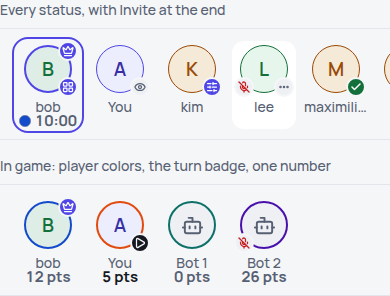 Every status, with Invite at the end
B A K L M
bob You kim lee maximili...
10:00
In game: player colors, the turn badge, one number
B A
bob You Bot 1 Bot 2
12 pts 5 pts 0 pts 26 pts